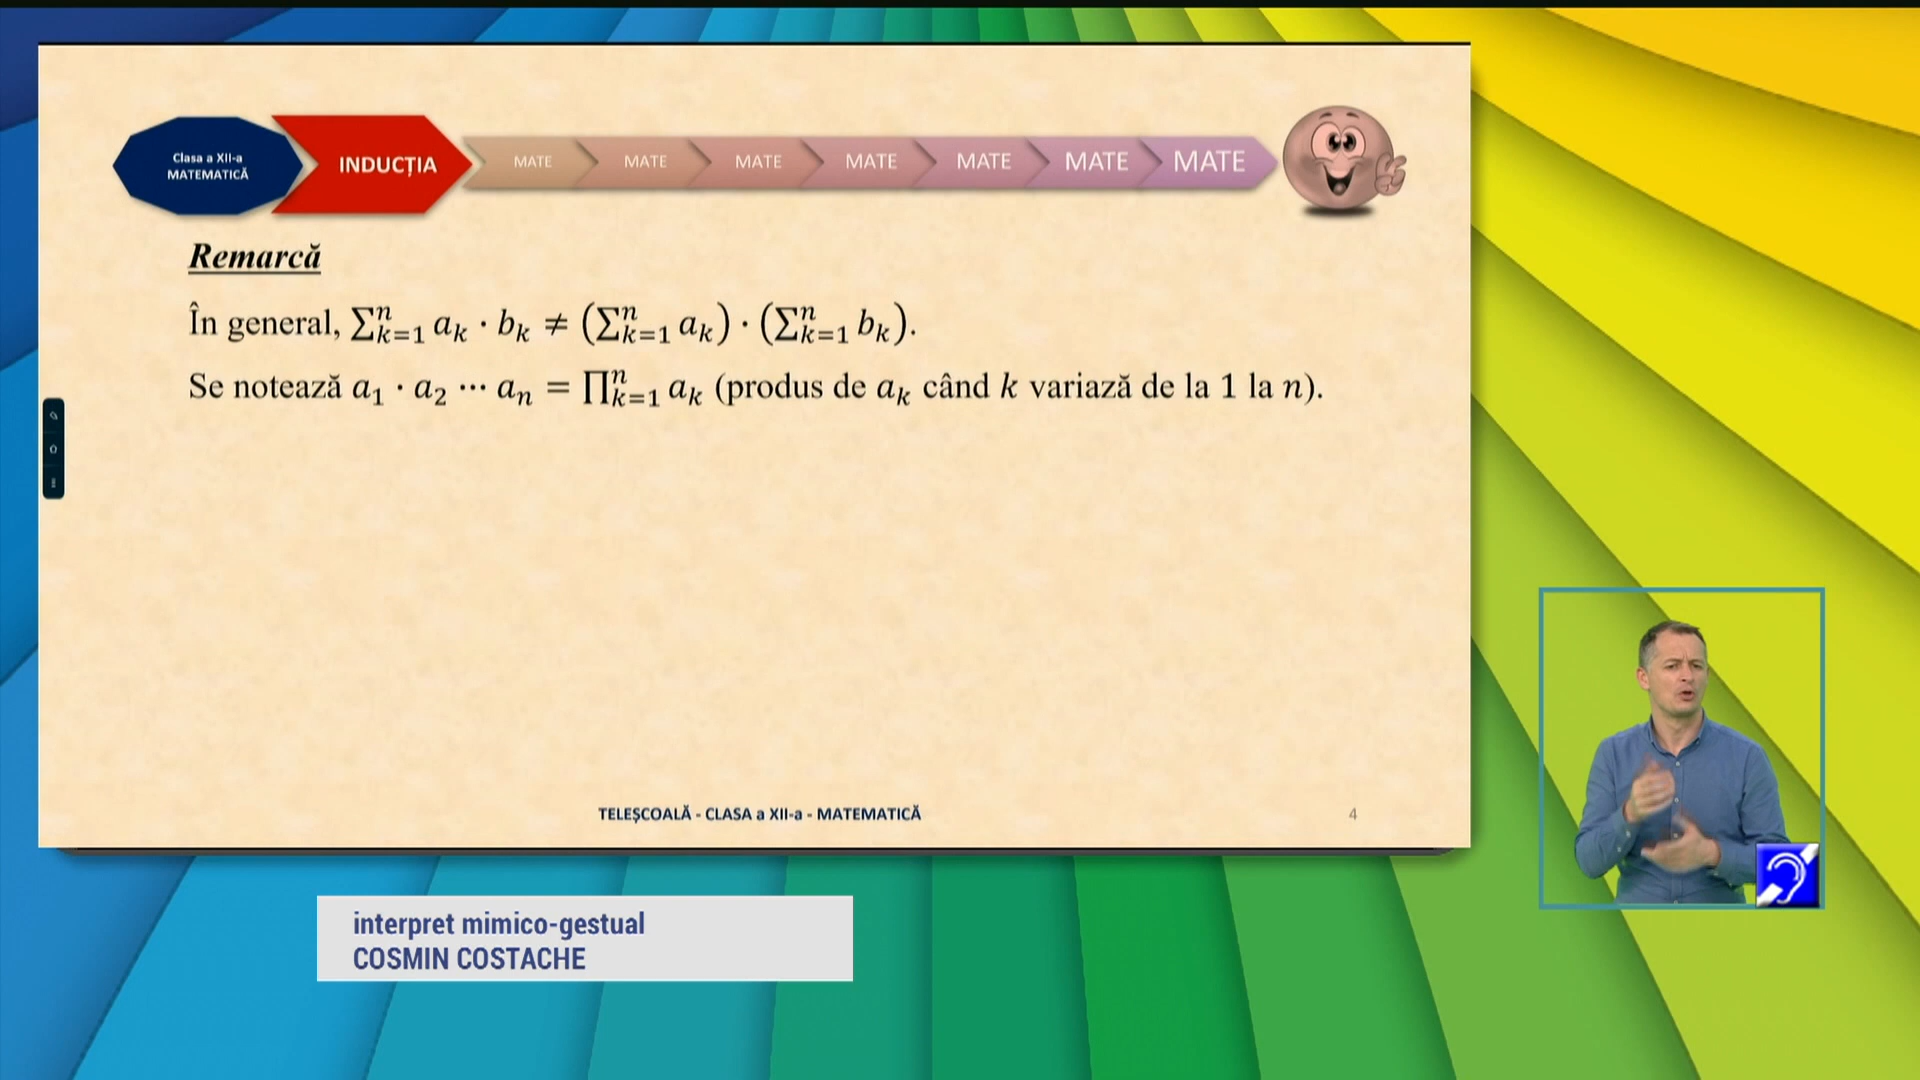 Clasa a XII-a
MATEMATICĂ
INDUCȚIA
MATE MATE MATE MATE MATE MATE MATE
Remarcă
În general, ∑ₖ₌₁ⁿ aₖ · bₖ ≠ (∑ₖ₌₁ⁿ aₖ) · (∑ₖ₌₁ⁿ bₖ).
Se notează a₁ · a₂ ⋯ aₙ = ∏ₖ₌₁ⁿ aₖ (produs de aₖ când k variază de la 1 la n).
TELEȘCOALĂ - CLASA a XII-a - MATEMATICĂ
4
interpret mimico-gestual
COSMIN COSTACHE